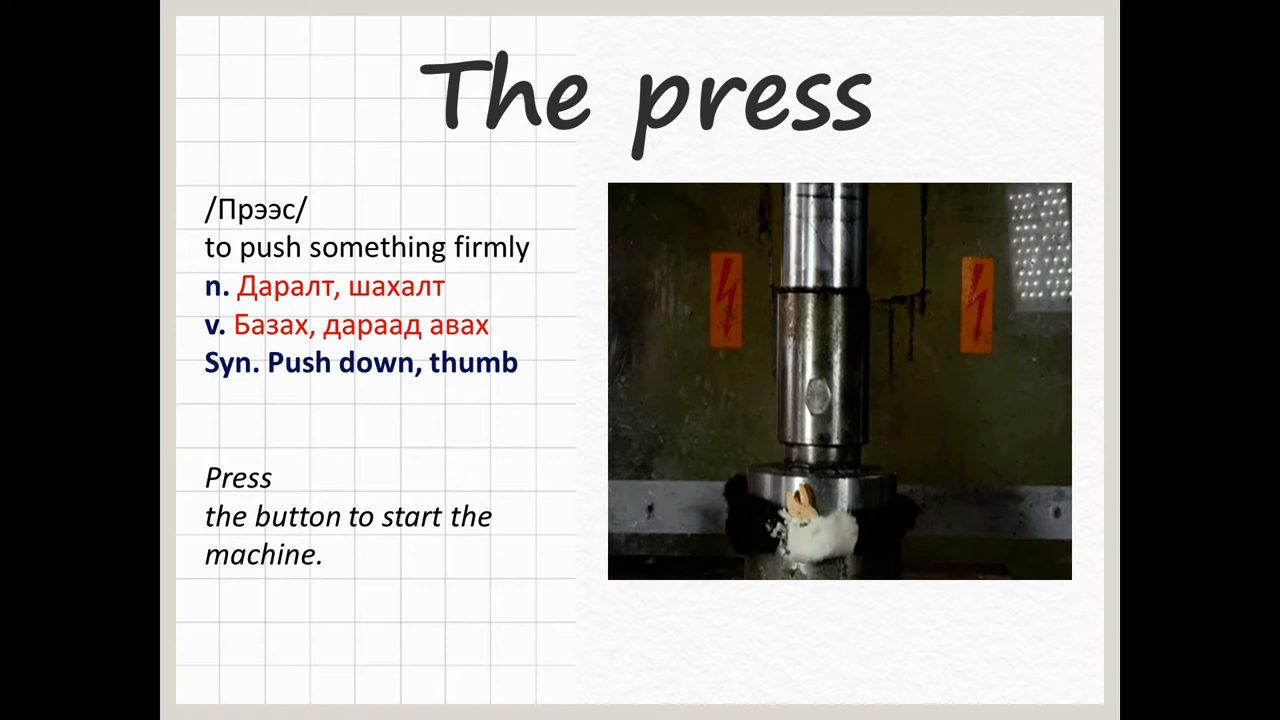 The press
/Прээс/
to push something firmly
n. Даралт, шахалт
v. Базах, дараад авах
Syn. Push down, thumb
Press
the button to start the
machine.